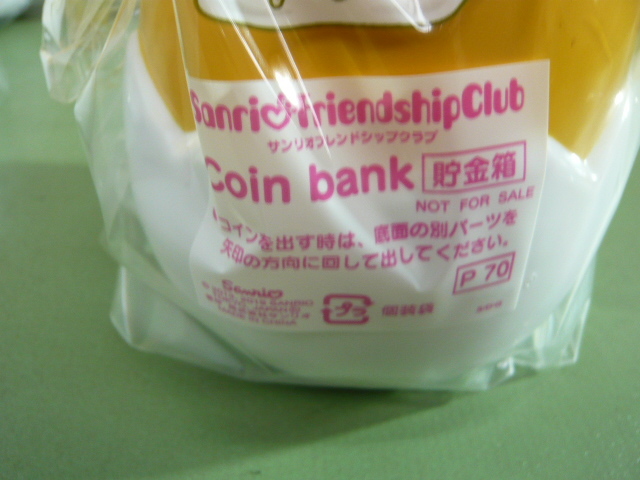 Sanrio FriendshipClub
サンリオフレンドシップクラブ
Coin bank 貯金箱
NOT FOR SALE
コインを出す時は、底面の別パーツを
矢印の方向に回して出してください。
P 70
Sanrio
プラ 個装袋